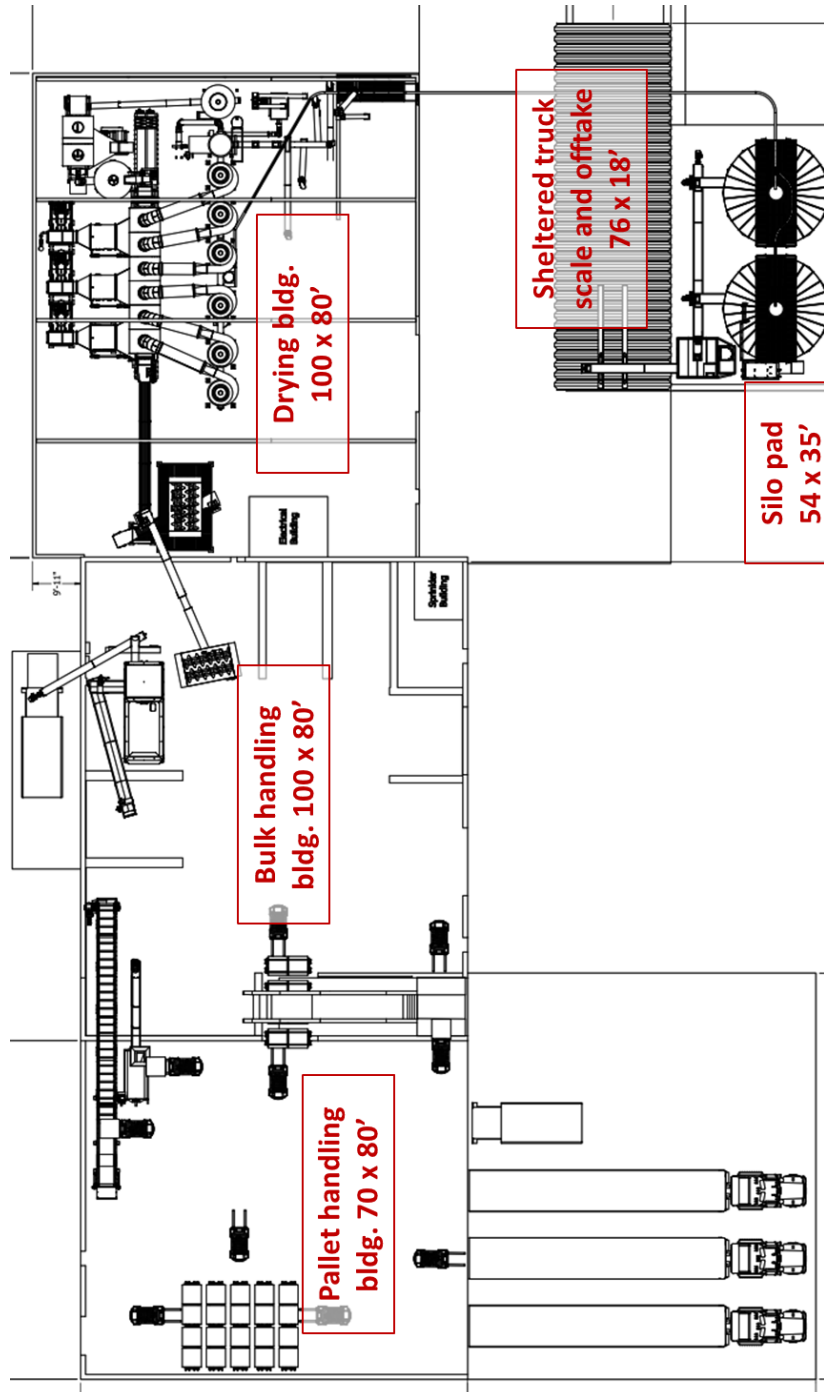 Drying bldg.
100 x 80’
Sheltered truck
scale and offtake
76 x 18’
Silo pad
54 x 35’
Electrical
Building
Sprinkler
Building
9'-11"
Bulk handling
bldg. 100 x 80’
Pallet handling
bldg. 70 x 80’